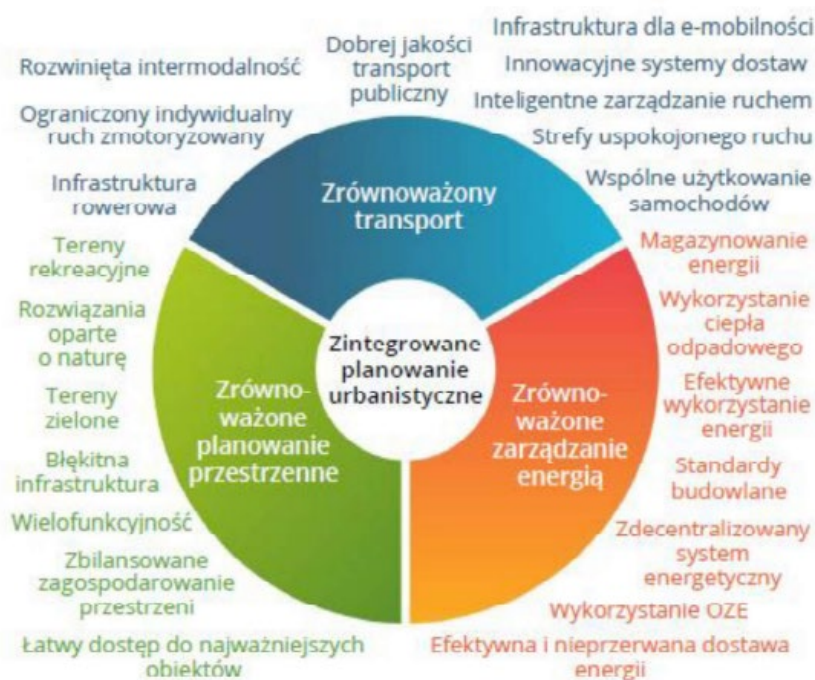 Infrastruktura dla e-mobilności
Dobrej jakości
transport
publiczny
Rozwinięta intermodalność
Innowacyjne systemy dostaw
Inteligentne zarządzanie ruchem
Ograniczony indywidualny
ruch zmotoryzowany
Strefy uspokojonego ruchu
Infrastruktura
rowerowa
Wspólne użytkowanie
samochodów
Zrównoważony
transport
Tereny
rekreacyjne
Rozwiązania
oparte
o naturę
Tereny
zielone
Błękitna
infrastruktura
Wielofunkcyjność
Zbilansowane
zagospodarowanie
przestrzeni
Łatwy dostęp do najważniejszych
obiektów
Zrówno-
ważone
planowanie
przestrzenne
Zintegrowane
planowanie
urbanistyczne
Zrówno-
ważone
zarządzanie
energią
Magazynowanie
energii
Wykorzystanie
ciepła
odpadowego
Efektywne
wykorzystanie
energii
Standardy
budowlane
Zdecentralizowany
system
energetyczny
Wykorzystanie OZE
Efektywna i nieprzerwana dostawa
energii